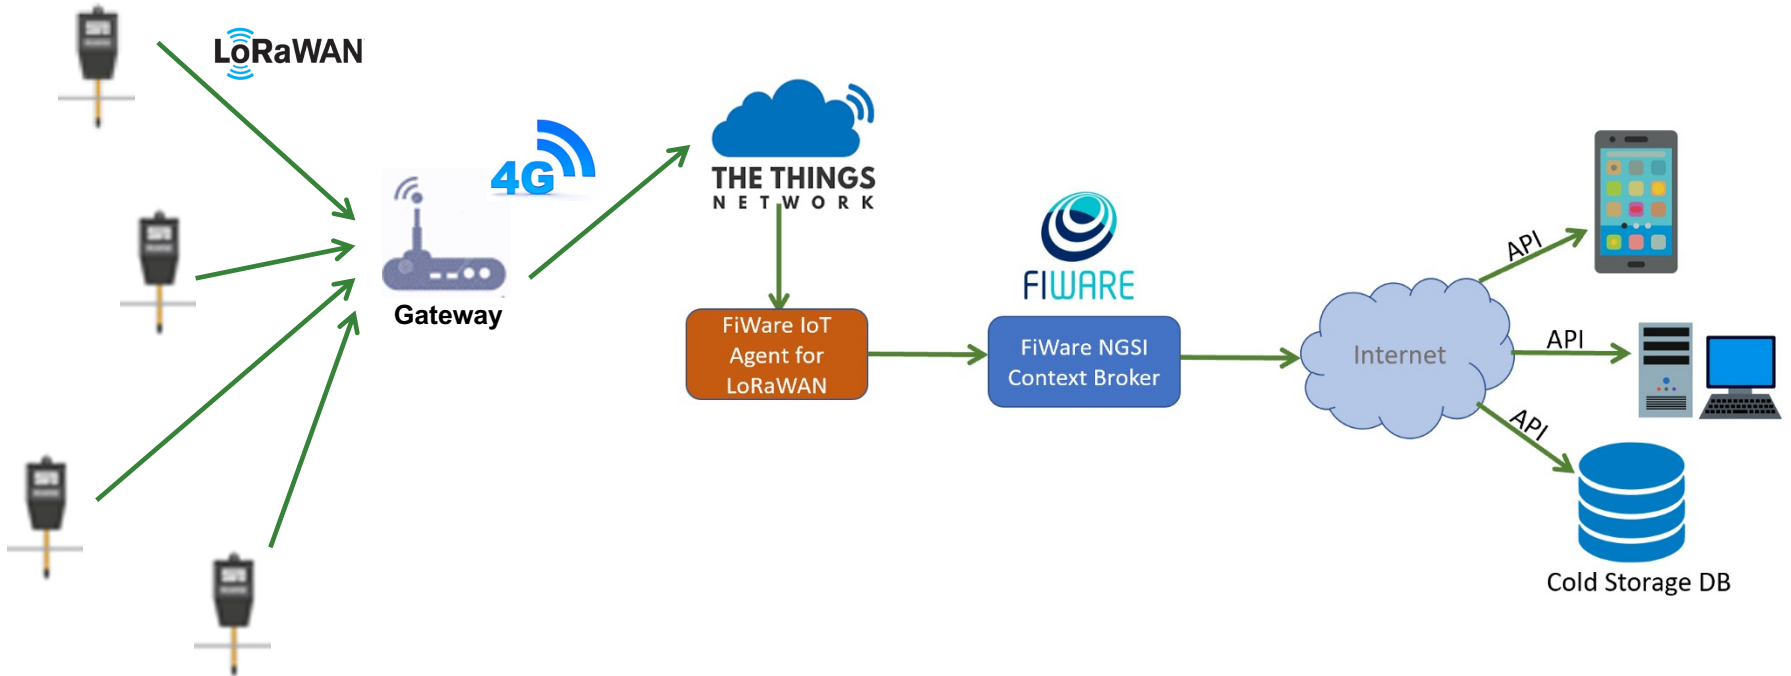 LoRaWAN
4G
Gateway
THE THINGS
NETWORK
FiWare IoT
Agent for
LoRaWAN
FIWARE
FiWare NGSI
Context Broker
Internet
API
API
API
Cold Storage DB